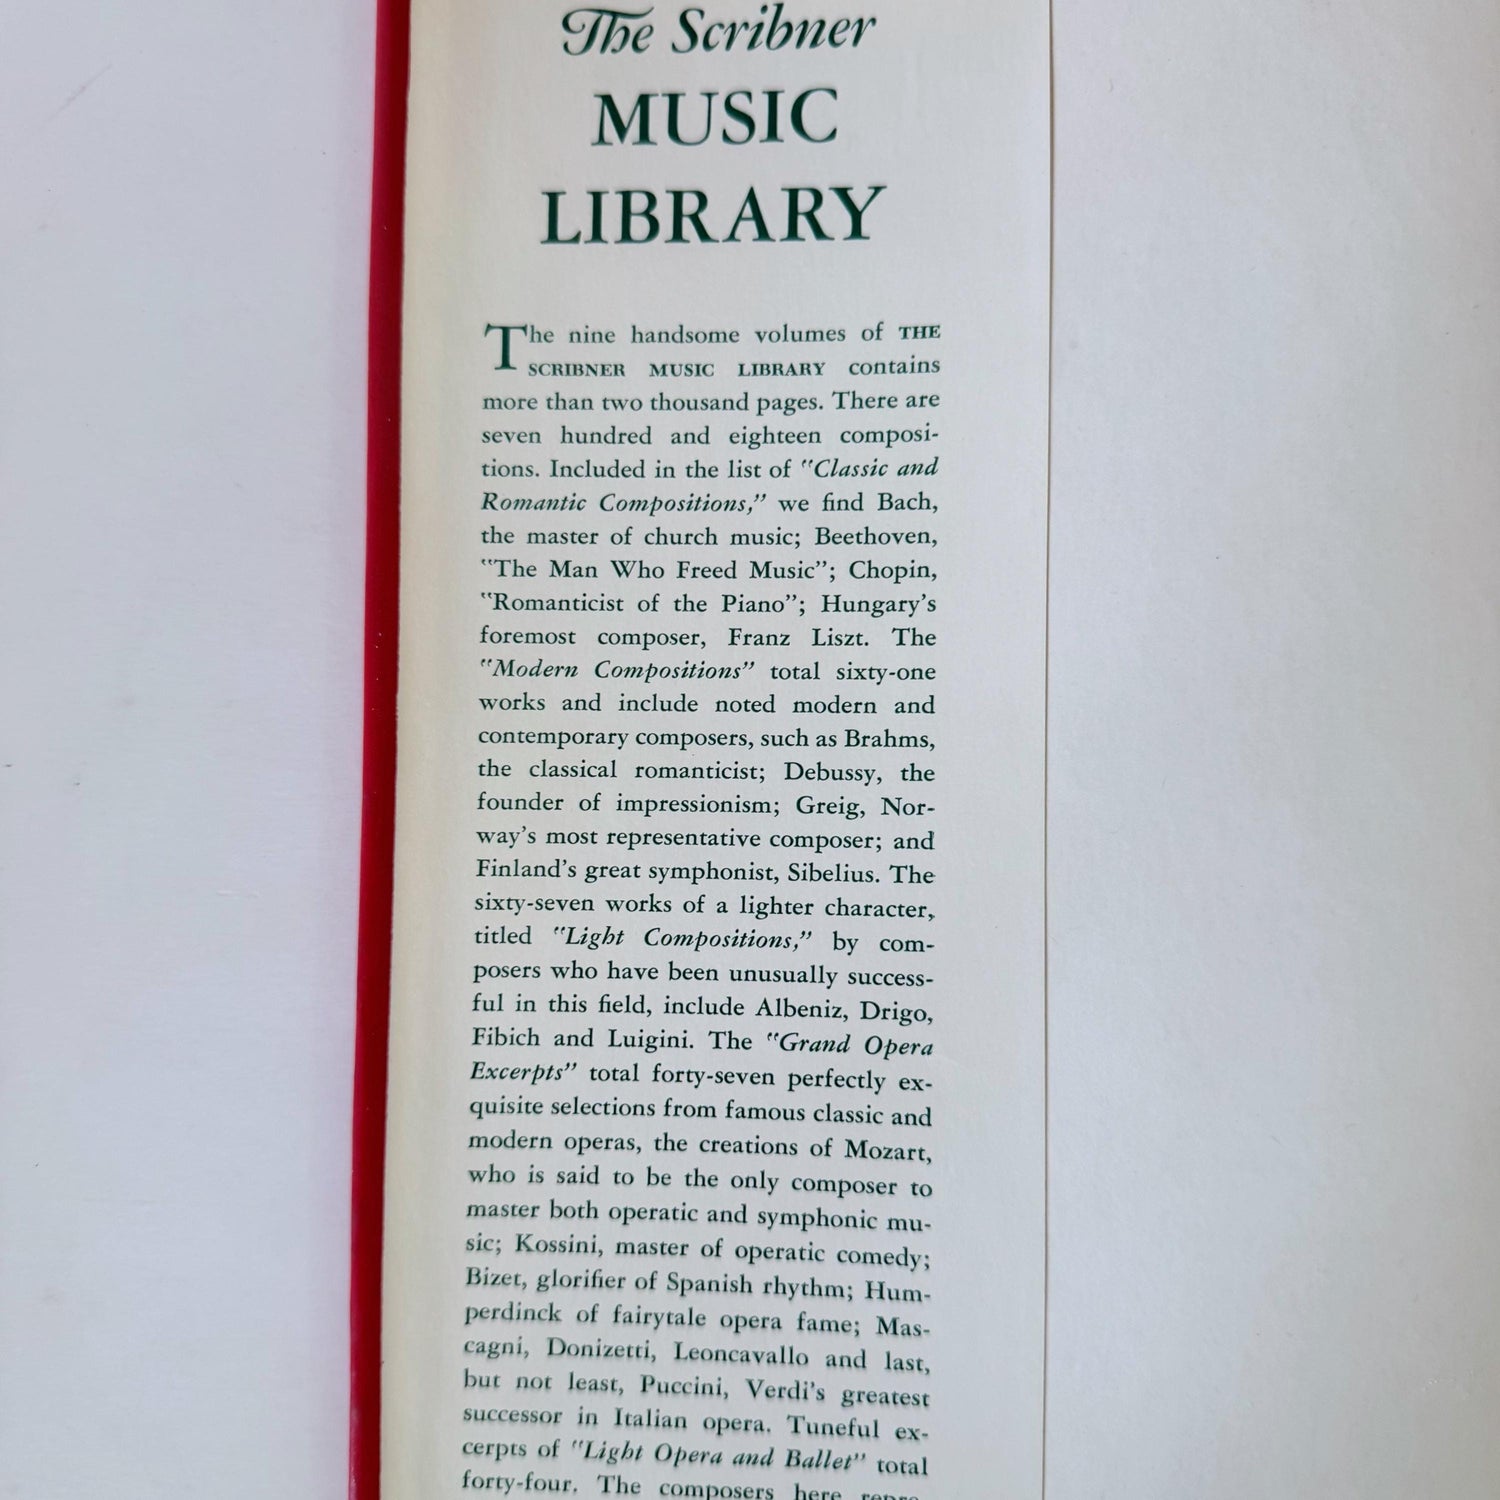 The Scribner
MUSIC
LIBRARY
The nine handsome volumes of THE
SCRIBNER MUSIC LIBRARY contains
more than two thousand pages. There are
seven hundred and eighteen composi-
tions. Included in the list of "Classic and
Romantic Compositions," we find Bach,
the master of church music; Beethoven,
"The Man Who Freed Music"; Chopin,
"Romanticist of the Piano"; Hungary's
foremost composer, Franz Liszt. The
"Modern Compositions" total sixty-one
works and include noted modern and
contemporary composers, such as Brahms,
the classical romanticist; Debussy, the
founder of impressionism; Greig, Nor-
way's most representative composer; and
Finland's great symphonist, Sibelius. The
sixty-seven works of a lighter character,
titled "Light Compositions," by com-
posers who have been unusually success-
ful in this field, include Albeniz, Drigo,
Fibich and Luigini. The "Grand Opera
Excerpts" total forty-seven perfectly ex-
quisite selections from famous classic and
modern operas, the creations of Mozart,
who is said to be the only composer to
master both operatic and symphonic mu-
sic; Kossini, master of operatic comedy;
Bizet, glorifier of Spanish rhythm; Hum-
perdinck of fairytale opera fame; Mas-
cagni, Donizetti, Leoncavallo and last,
but not least, Puccini, Verdi's greatest
successor in Italian opera. Tuneful ex-
cerpts of "Light Opera and Ballet" total
forty-four. The composers here repre-